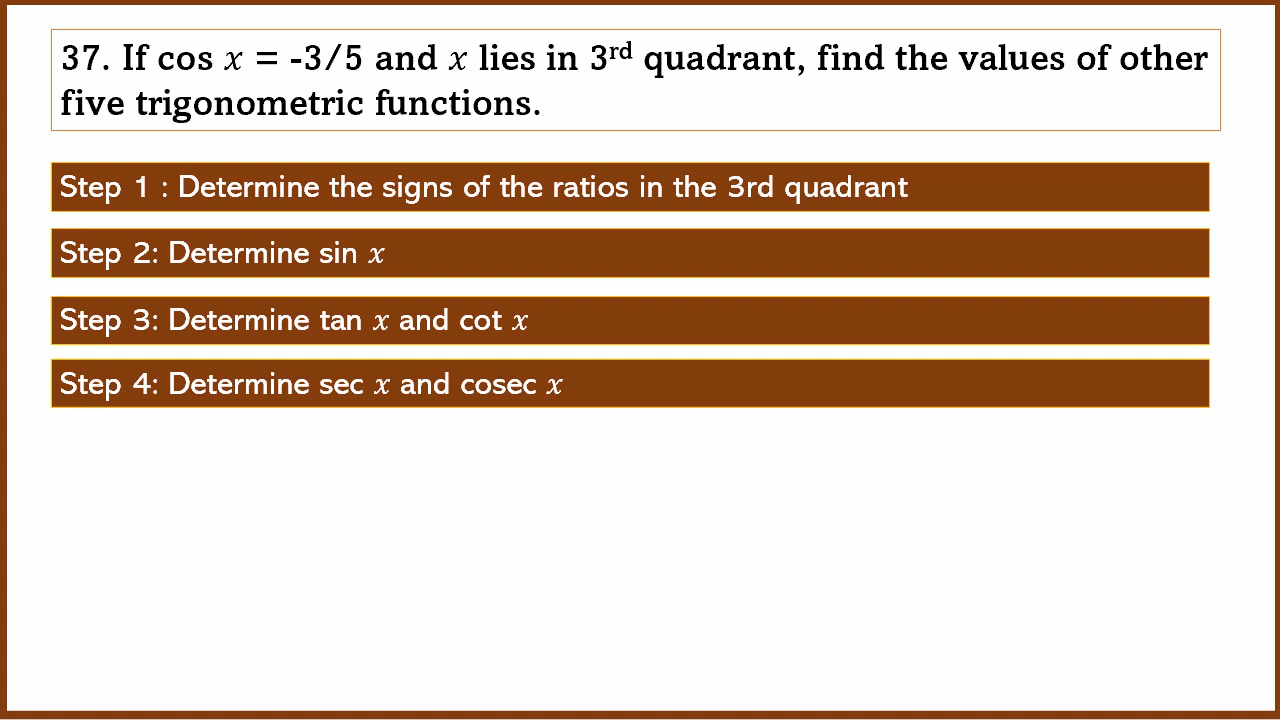 37. If cos 𝑥 = -3/5 and 𝑥 lies in 3rd quadrant, find the values of other
five trigonometric functions.
Step 1 : Determine the signs of the ratios in the 3rd quadrant
Step 2: Determine sin 𝑥
Step 3: Determine tan 𝑥 and cot 𝑥
Step 4: Determine sec 𝑥 and cosec 𝑥